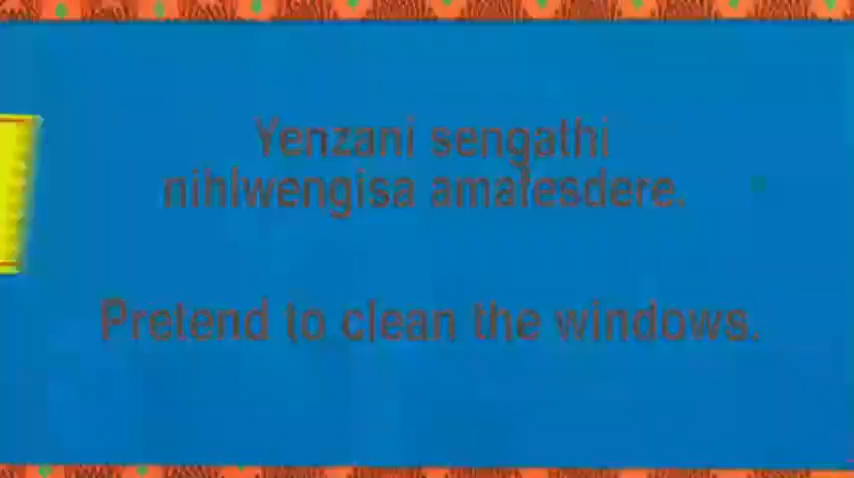 Yenzani sengathi
nihlwengisa amafesdere.
Pretend to clean the windows.